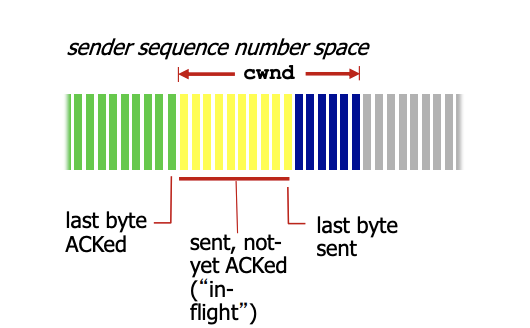 sender sequence number space
cwnd
last byte
ACKed
sent, not-
yet ACKed
(“in-
flight”)
last byte
sent